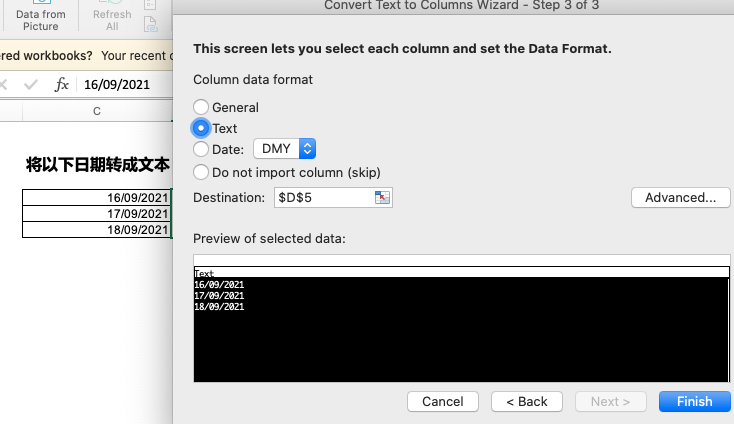 Convert Text to Columns Wizard - Step 3 of 3
Data from
Picture
Refresh
All
ered workbooks? Your recent
fx 16/09/2021
C
将以下日期转成文本
16/09/2021
17/09/2021
18/09/2021
This screen lets you select each column and set the Data Format.
Column data format
General
Text
Date: DMY
Do not import column (skip)
Destination: $D$5
Advanced...
Preview of selected data:
Text
16/09/2021
17/09/2021
18/09/2021
Cancel
< Back
Next >
Finish